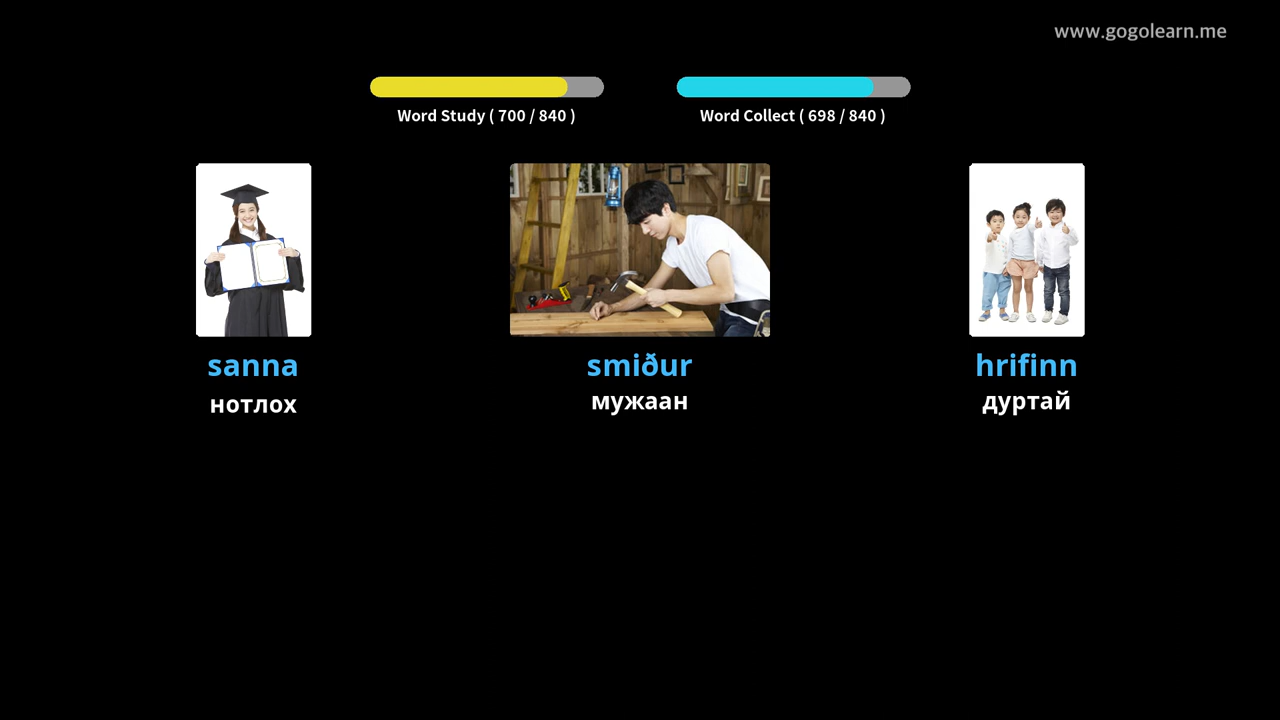 www.gogolearn.me
Word Study ( 700 / 840 )
Word Collect ( 698 / 840 )
sanna
нотлох
smiður
мужаан
hrifinn
дуртай